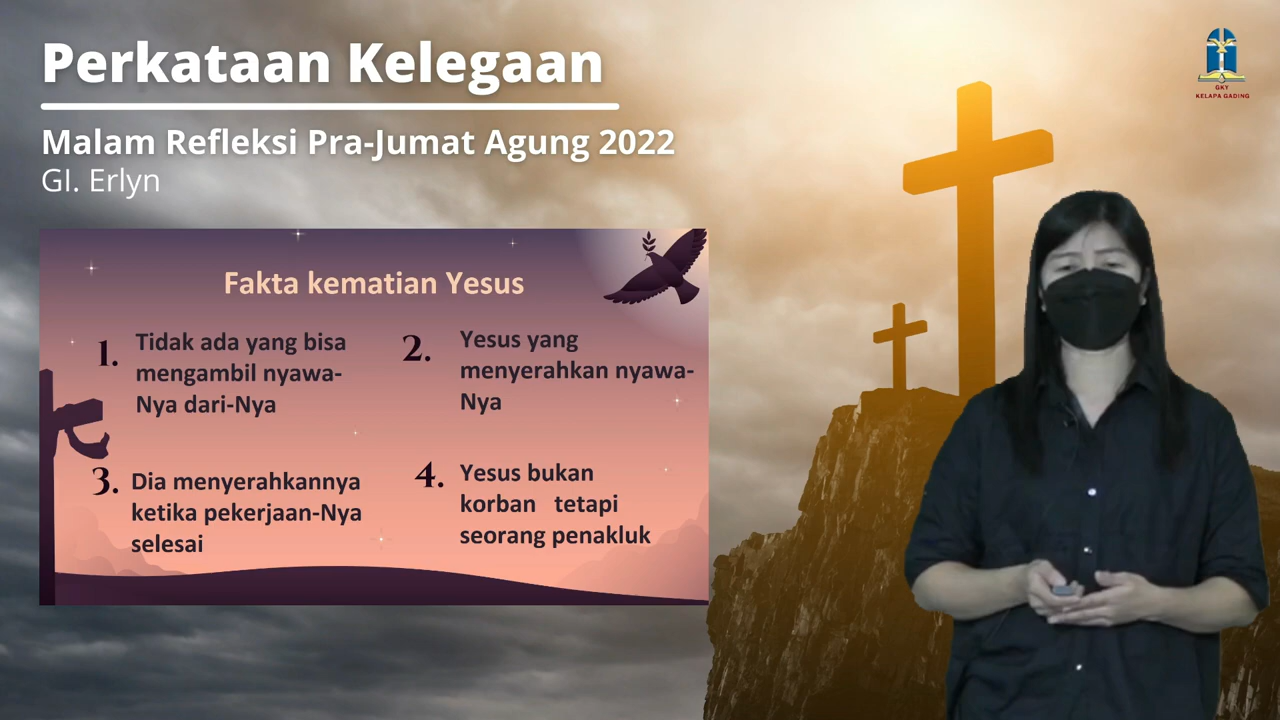 Perkataan Kelegaan
Malam Refleksi Pra-Jumat Agung 2022
GI. Erlyn
GKY
KELAPA GADING
Fakta kematian Yesus
1. Tidak ada yang bisa
mengambil nyawa-
Nya dari-Nya
2. Yesus yang
menyerahkan nyawa-
Nya
3. Dia menyerahkannya
ketika pekerjaan-Nya
selesai
4. Yesus bukan
korban tetapi
seorang penakluk